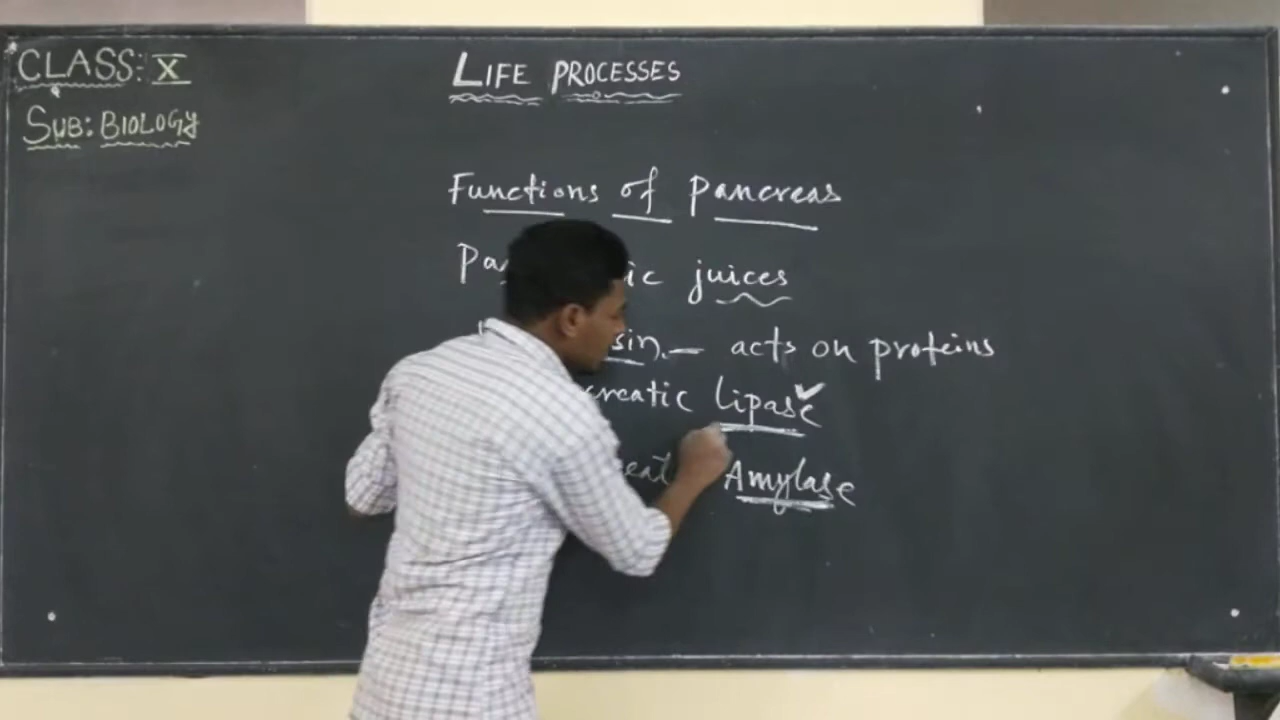 CLASS: X
SUB: BIOLOGY
LIFE PROCESSES
Functions of pancreas
juices
acts on proteins
lipase
Amylase